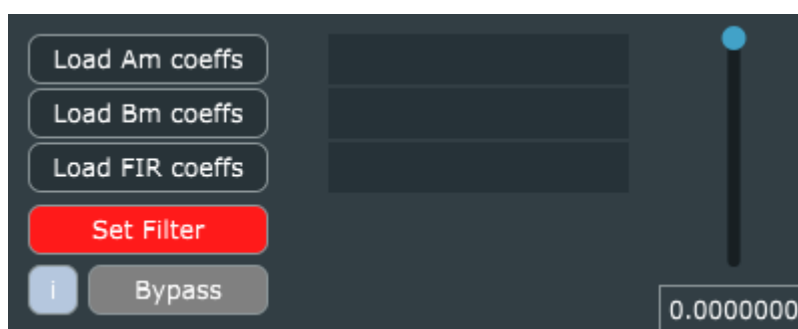 Load Am coeffs
Load Bm coeffs
Load FIR coeffs
Set Filter
i
Bypass
0.0000000